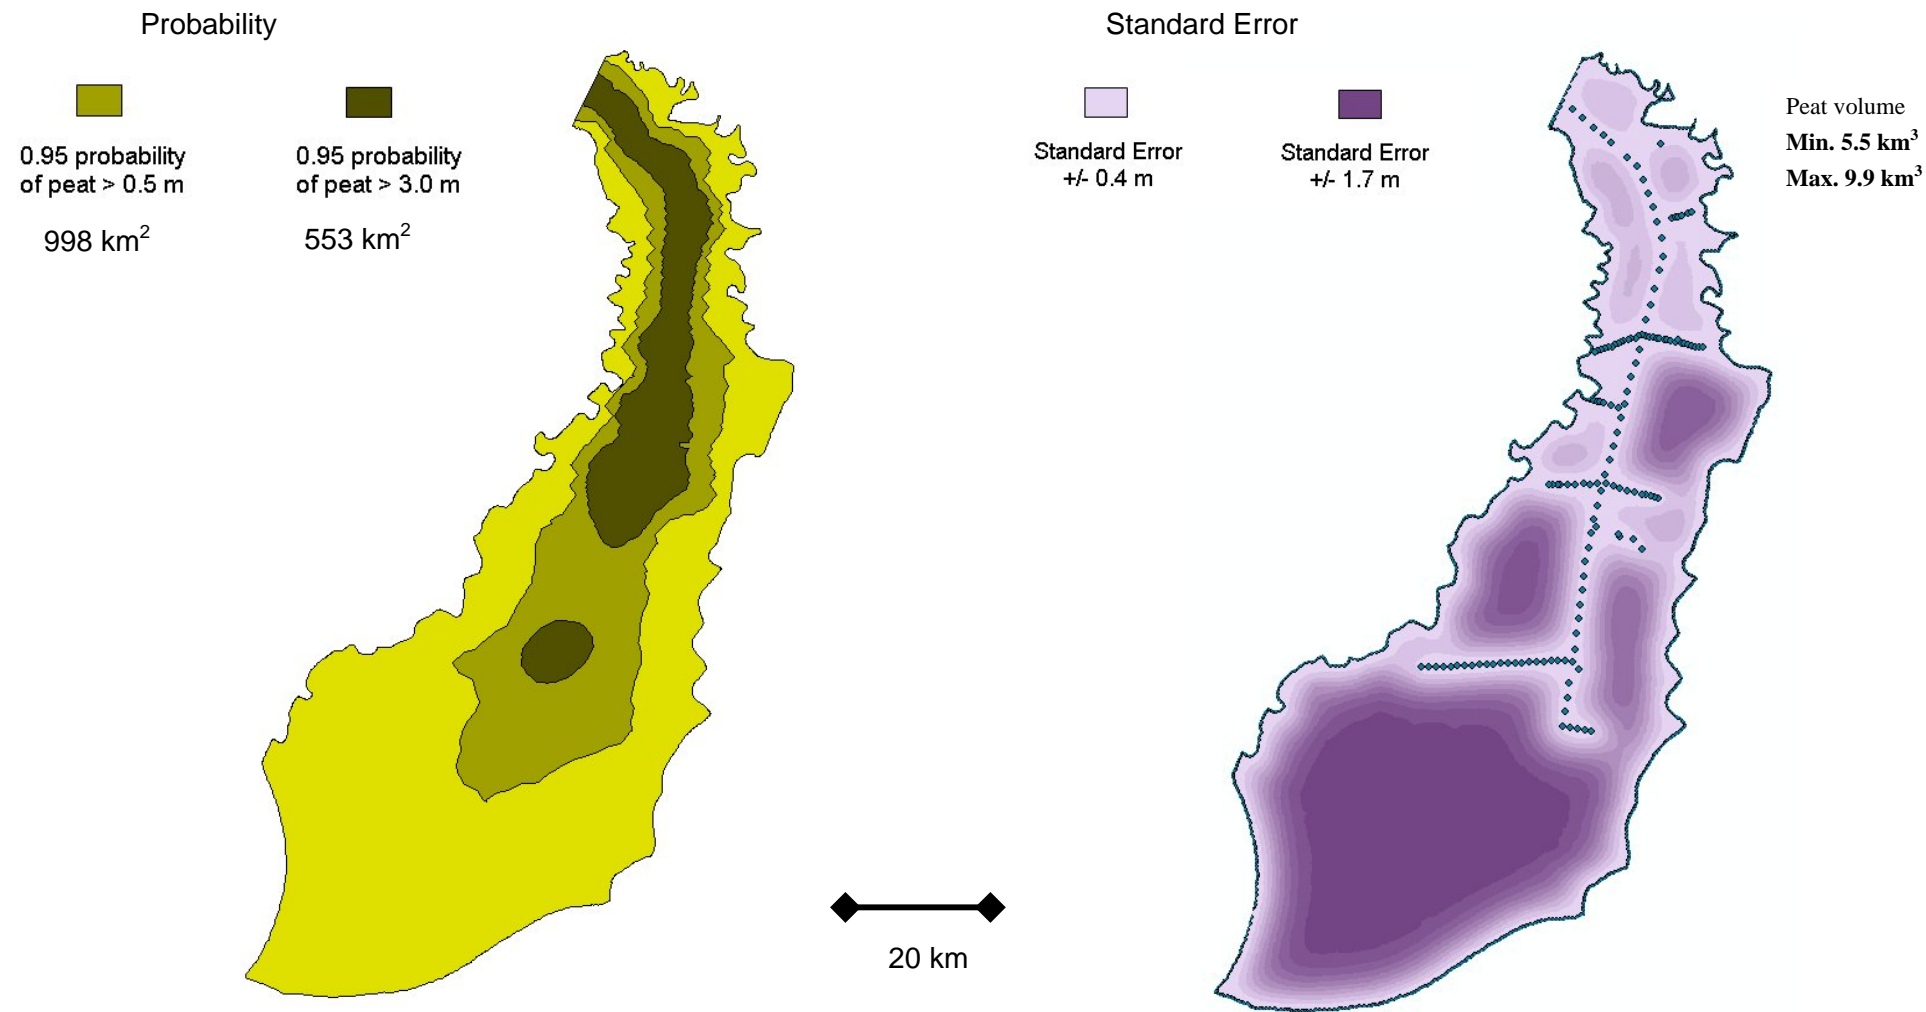 Probability
0.95 probability
of peat > 0.5 m
998 km²
0.95 probability
of peat > 3.0 m
553 km²
20 km
Standard Error
Standard Error
+/- 0.4 m
Standard Error
+/- 1.7 m
Peat volume
Min. 5.5 km³
Max. 9.9 km³